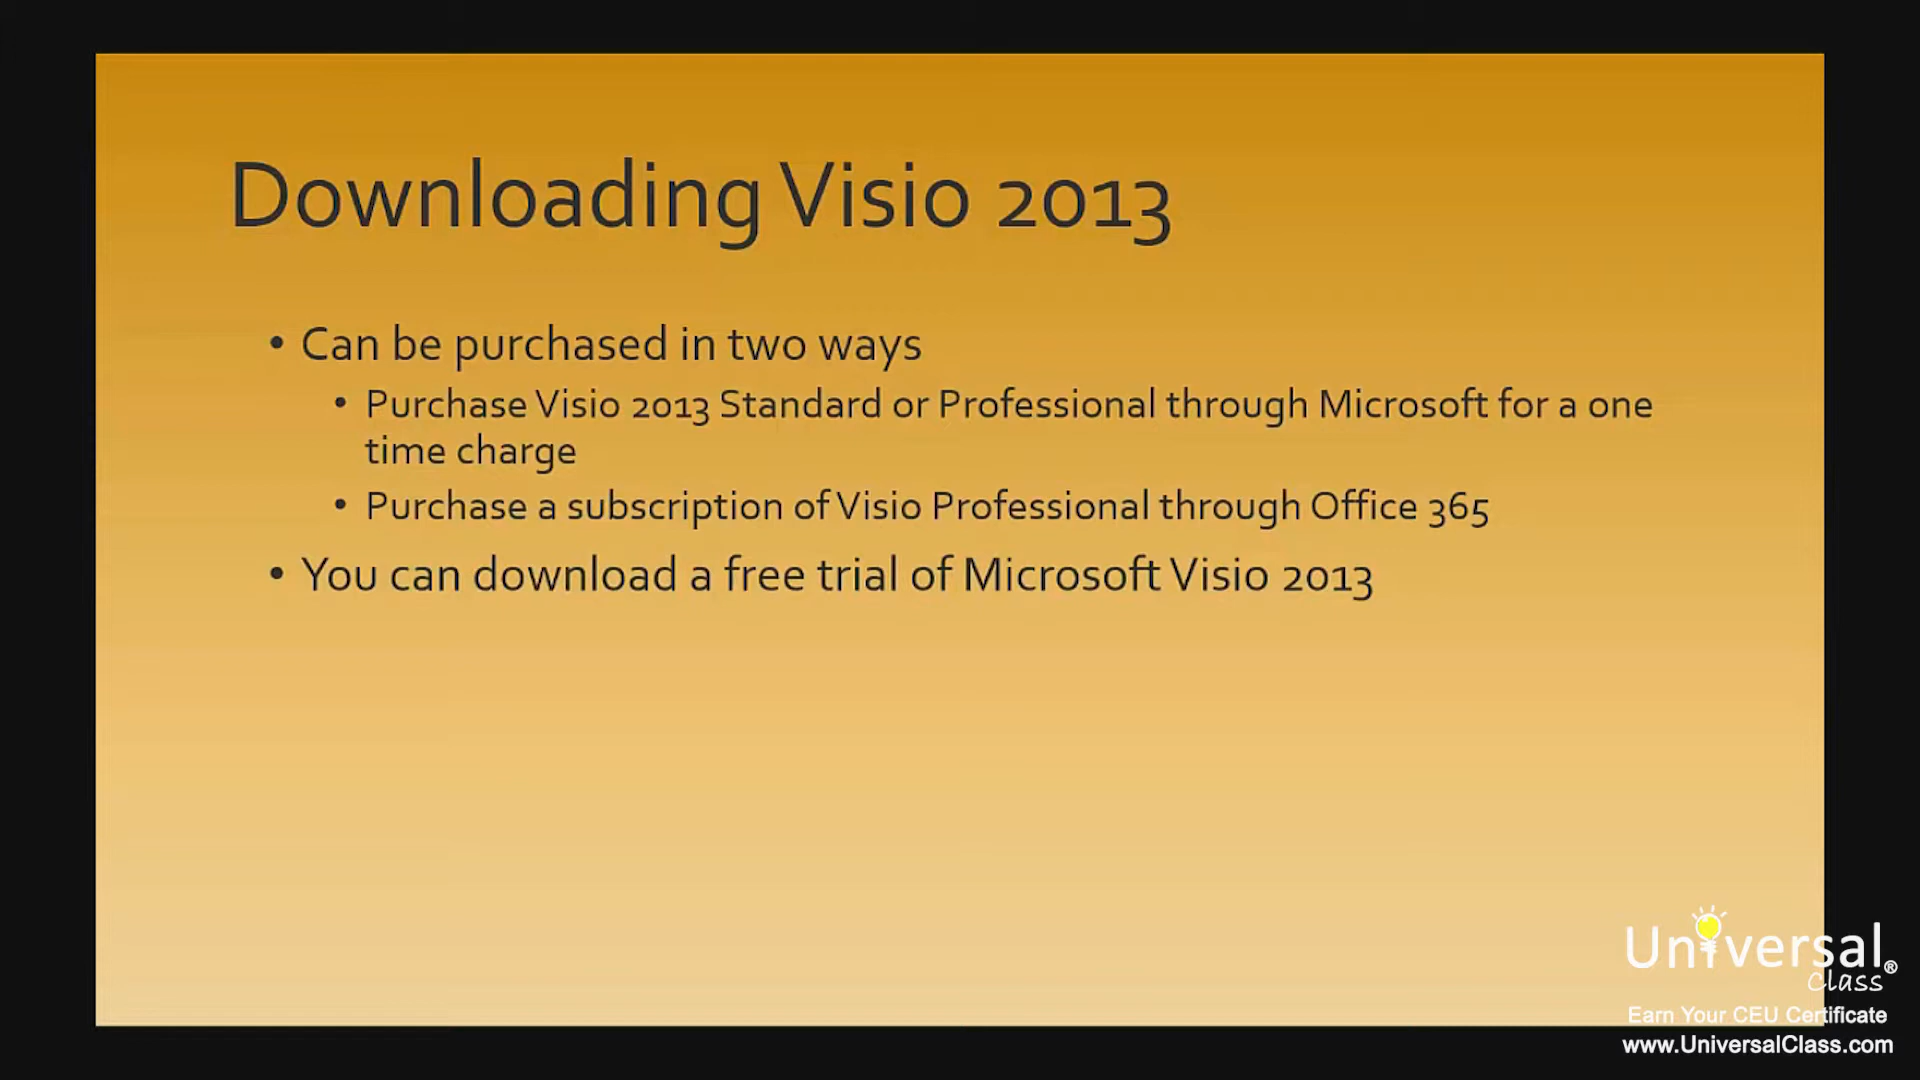 Downloading Visio 2013
• Can be purchased in two ways
• Purchase Visio 2013 Standard or Professional through Microsoft for a one
time charge
• Purchase a subscription of Visio Professional through Office 365
• You can download a free trial of Microsoft Visio 2013
Universal®
Class
Earn Your CEU Certificate
www.UniversalClass.com